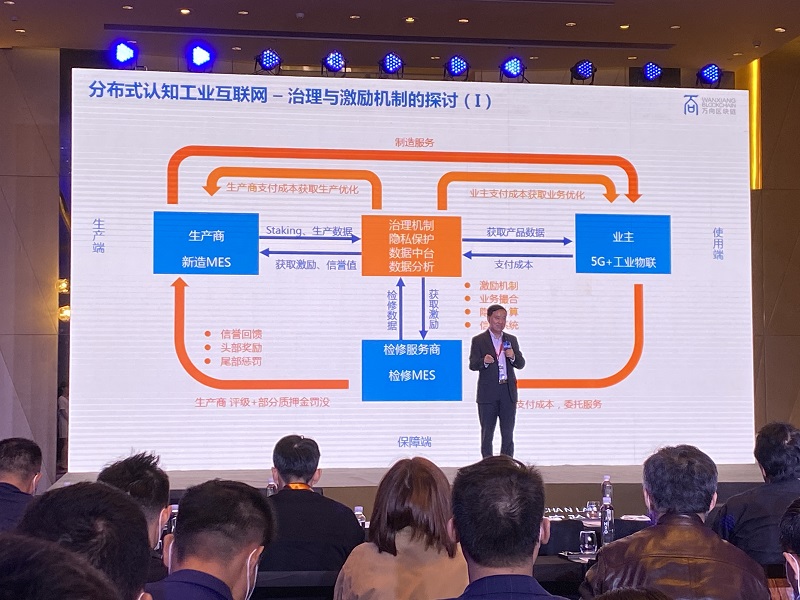 分布式认知工业互联网 – 治理与激励机制的探讨（I）
WANXIANG
BLOCKCHAIN
万向区块链
制造服务
生产商支付成本获取生产优化
业主支付成本获取业务优化
生产端
生产商
新造MES
Staking、生产数据
获取激励、信誉值
治理机制
隐私保护
数据中台
数据分析
获取产品数据
支付成本
业主
5G+工业物联
使用端
检修数据
获取激励
激励机制
业务撮合
算
系统
信誉回馈
头部奖励
尾部惩罚
检修服务商
检修MES
生产商 评级+部分质押金罚没
支付成本，委托服务
保障端